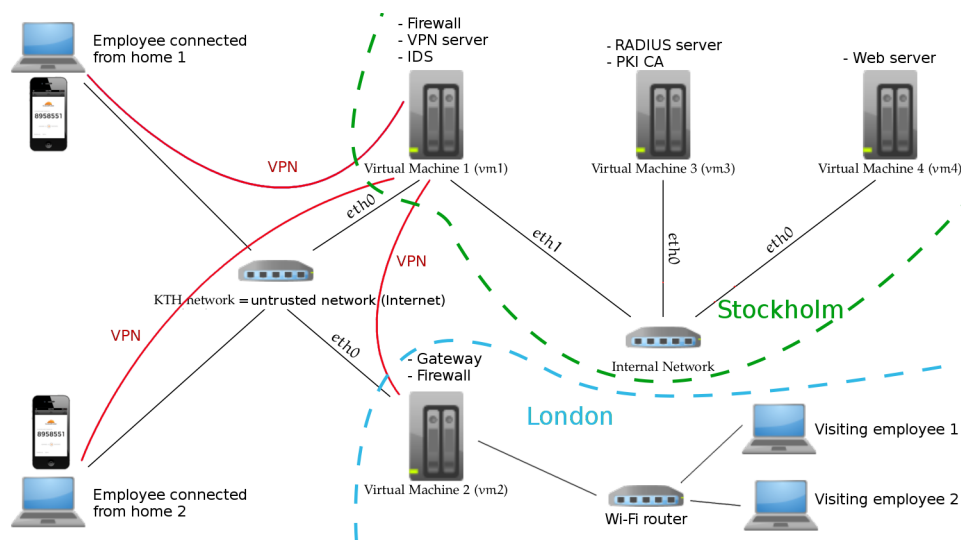 Employee connected
from home 1
8958551
VPN
- Firewall
- VPN server
- IDS
Virtual Machine 1 (vm1)
- RADIUS server
- PKI CA
Virtual Machine 3 (vm3)
- Web server
Virtual Machine 4 (vm4)
eth0
eth1
eth0
eth0
KTH network = untrusted network (Internet)
VPN
VPN
eth0
Stockholm
Internal Network
- Gateway
- Firewall
London
Virtual Machine 2 (vm2)
Wi-Fi router
Visiting employee 1
Visiting employee 2
8958551
Employee connected
from home 2